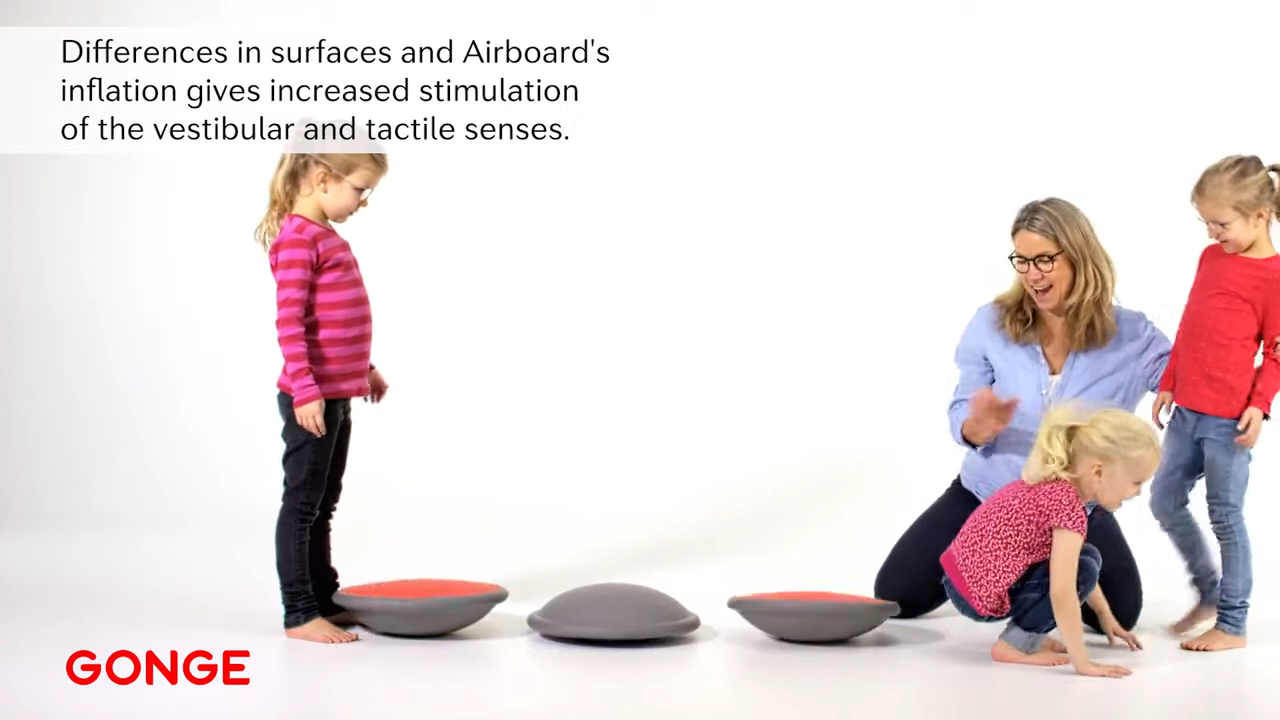 Differences in surfaces and Airboard's
inflation gives increased stimulation
of the vestibular and tactile senses.
GONGE